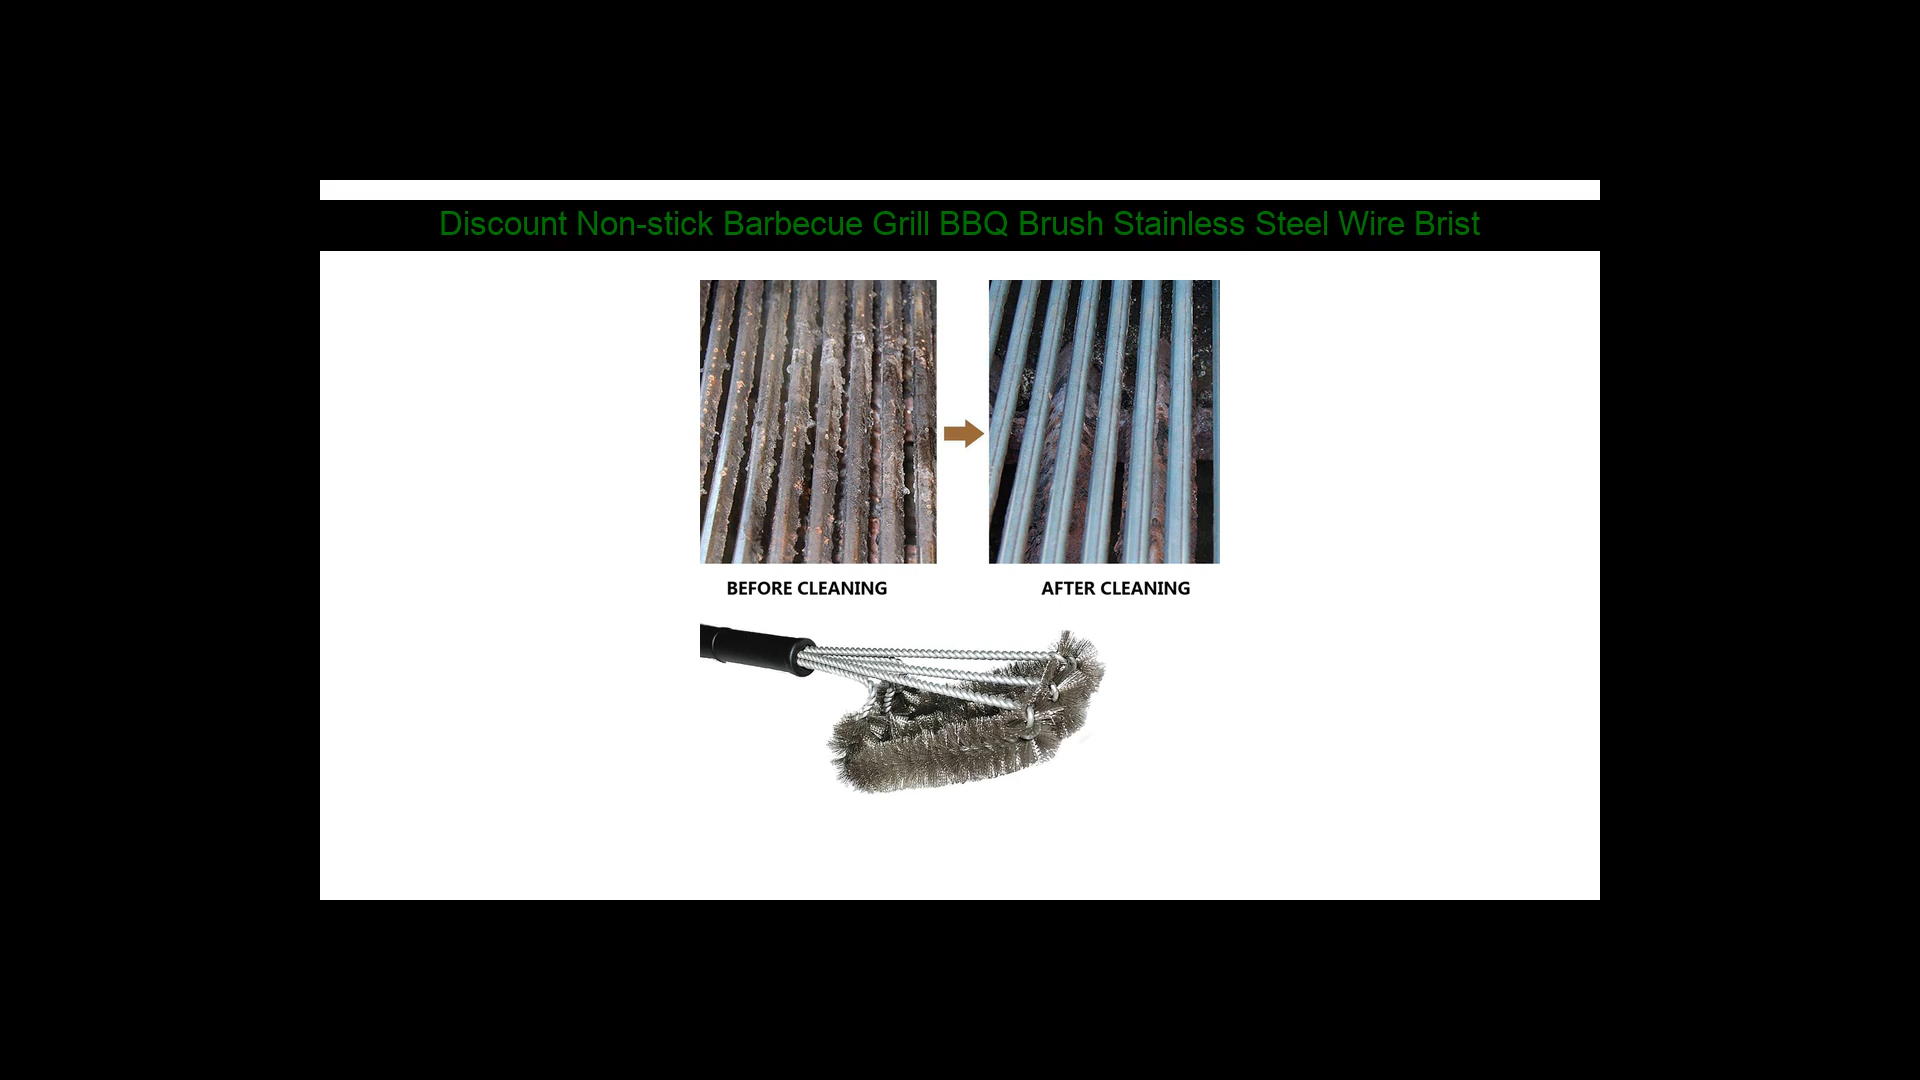 Discount Non-stick Barbecue Grill BBQ Brush Stainless Steel Wire Brist
BEFORE CLEANING
AFTER CLEANING